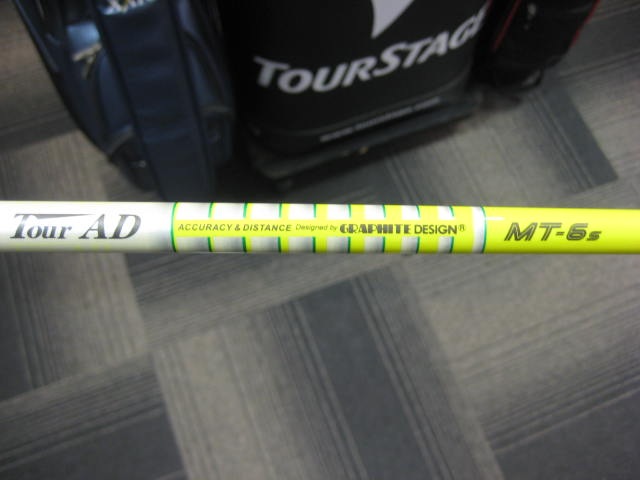 TOURSTAGE
Tour AD ACCURACY & DISTANCE Designed by GRAPHITE DESIGN® MT-6s